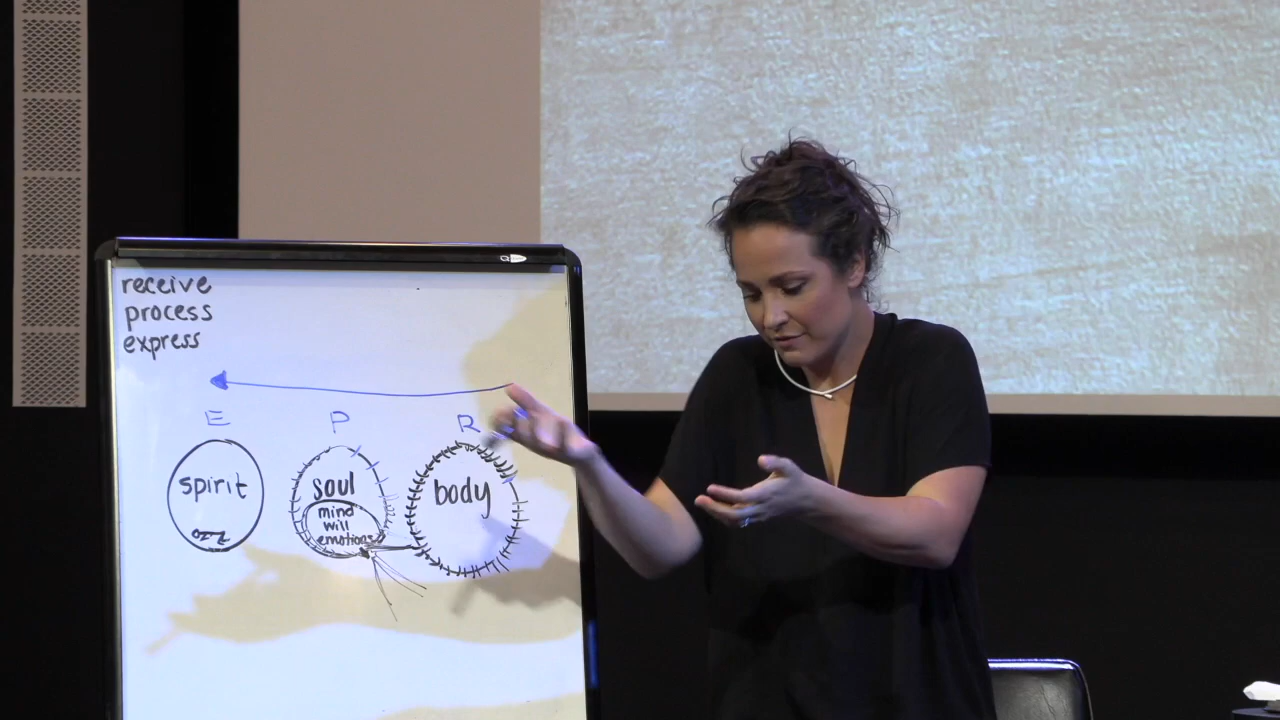 receive
process
express
E P R
spirit soul body
mind
will
emotions